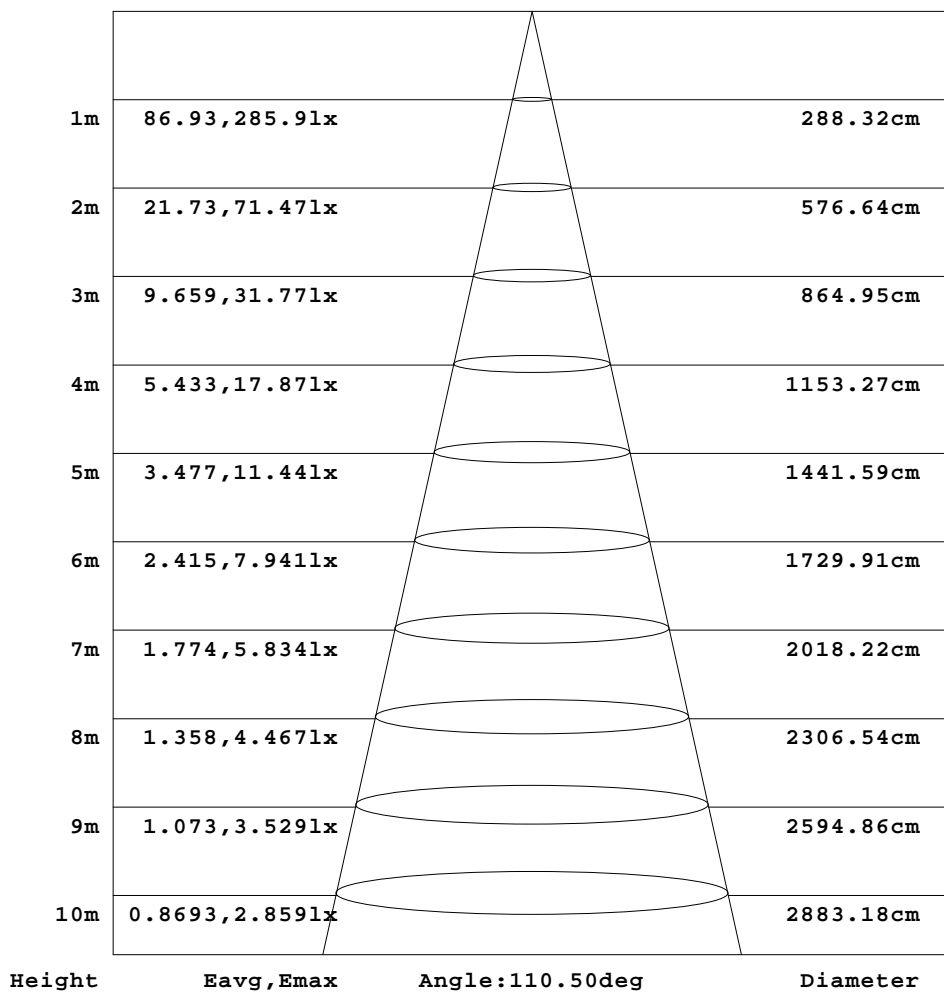 1m 86.93,285.9lx 288.32cm
2m 21.73,71.47lx 576.64cm
3m 9.659,31.77lx 864.95cm
4m 5.433,17.87lx 1153.27cm
5m 3.477,11.44lx 1441.59cm
6m 2.415,7.941lx 1729.91cm
7m 1.774,5.834lx 2018.22cm
8m 1.358,4.467lx 2306.54cm
9m 1.073,3.529lx 2594.86cm
10m 0.8693,2.859lx 2883.18cm
Height Eavg,Emax Angle:110.50deg Diameter